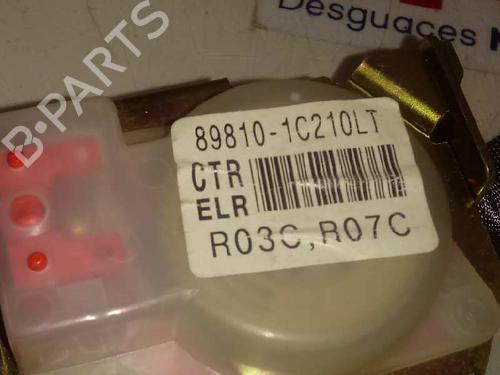 Desguaces
B-PARTS
89810-1C210LT
CTR
ELR
R03C, R07C